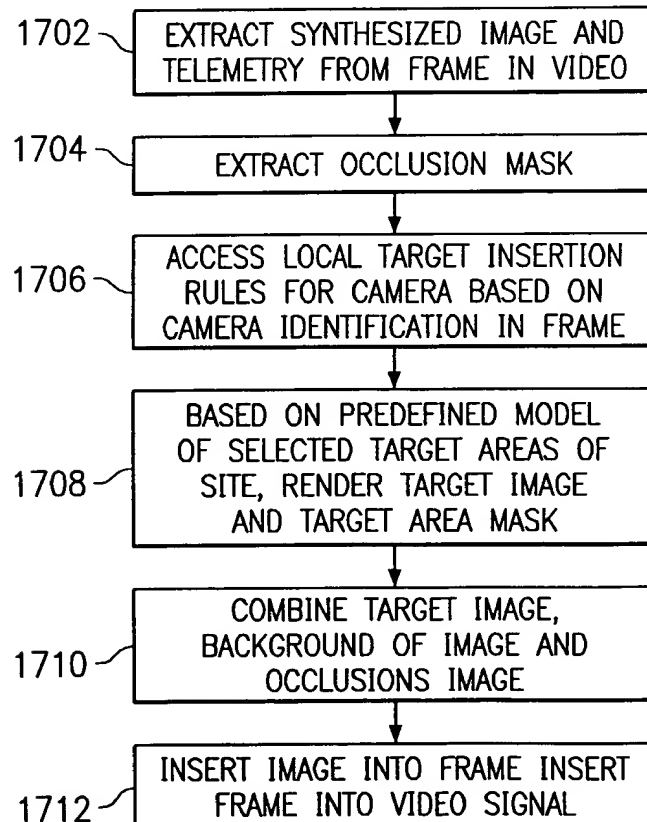 1702
EXTRACT SYNTHESIZED IMAGE AND
TELEMETRY FROM FRAME IN VIDEO
1704
EXTRACT OCCLUSION MASK
1706
ACCESS LOCAL TARGET INSERTION
RULES FOR CAMERA BASED ON
CAMERA IDENTIFICATION IN FRAME
1708
BASED ON PREDEFINED MODEL
OF SELECTED TARGET AREAS OF
SITE, RENDER TARGET IMAGE
AND TARGET AREA MASK
1710
COMBINE TARGET IMAGE,
BACKGROUND OF IMAGE AND
OCCLUSIONS IMAGE
1712
INSERT IMAGE INTO FRAME INSERT
FRAME INTO VIDEO SIGNAL